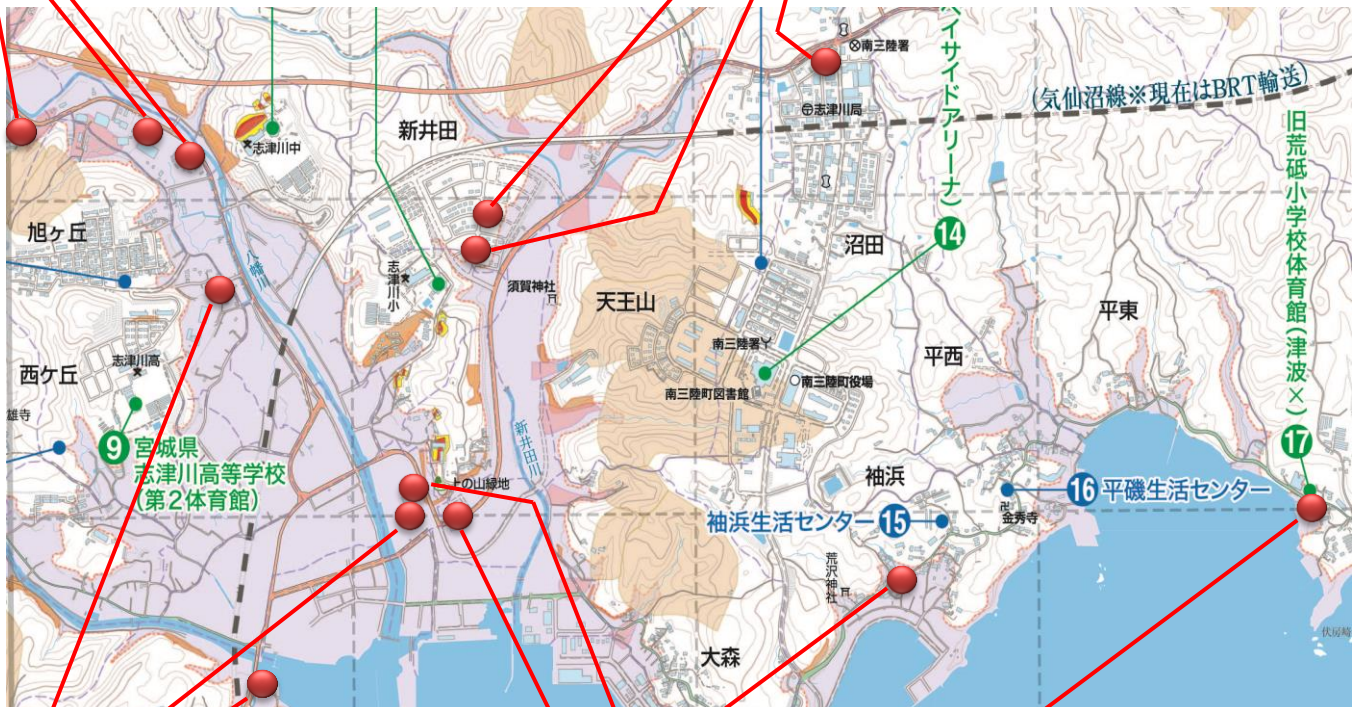 南三陸署
イサイドアリーナ)
14
(気仙沼線※現在はBRT輸送)
志津川局
旧荒砥小学校体育館(津波×)
17
志津川中
新井田
旭ヶ丘
八幡川
志津川小
須賀神社
天王山
沼田
平東
南三陸署
平西
志津川高
西ケ丘
南三陸町図書館
南三陸町役場
雄寺
9 宮城県
志津川高等学校
(第2体育館)
新井田川
上の山緑地
袖浜
16 平磯生活センター
袖浜生活センター 15
金秀寺
荒沢神社
大森
伏房崎